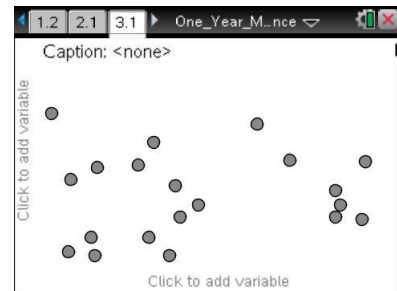 1.2 2.1 3.1 One_Year_M…nce
Caption: <none>
Click to add variable
Click to add variable